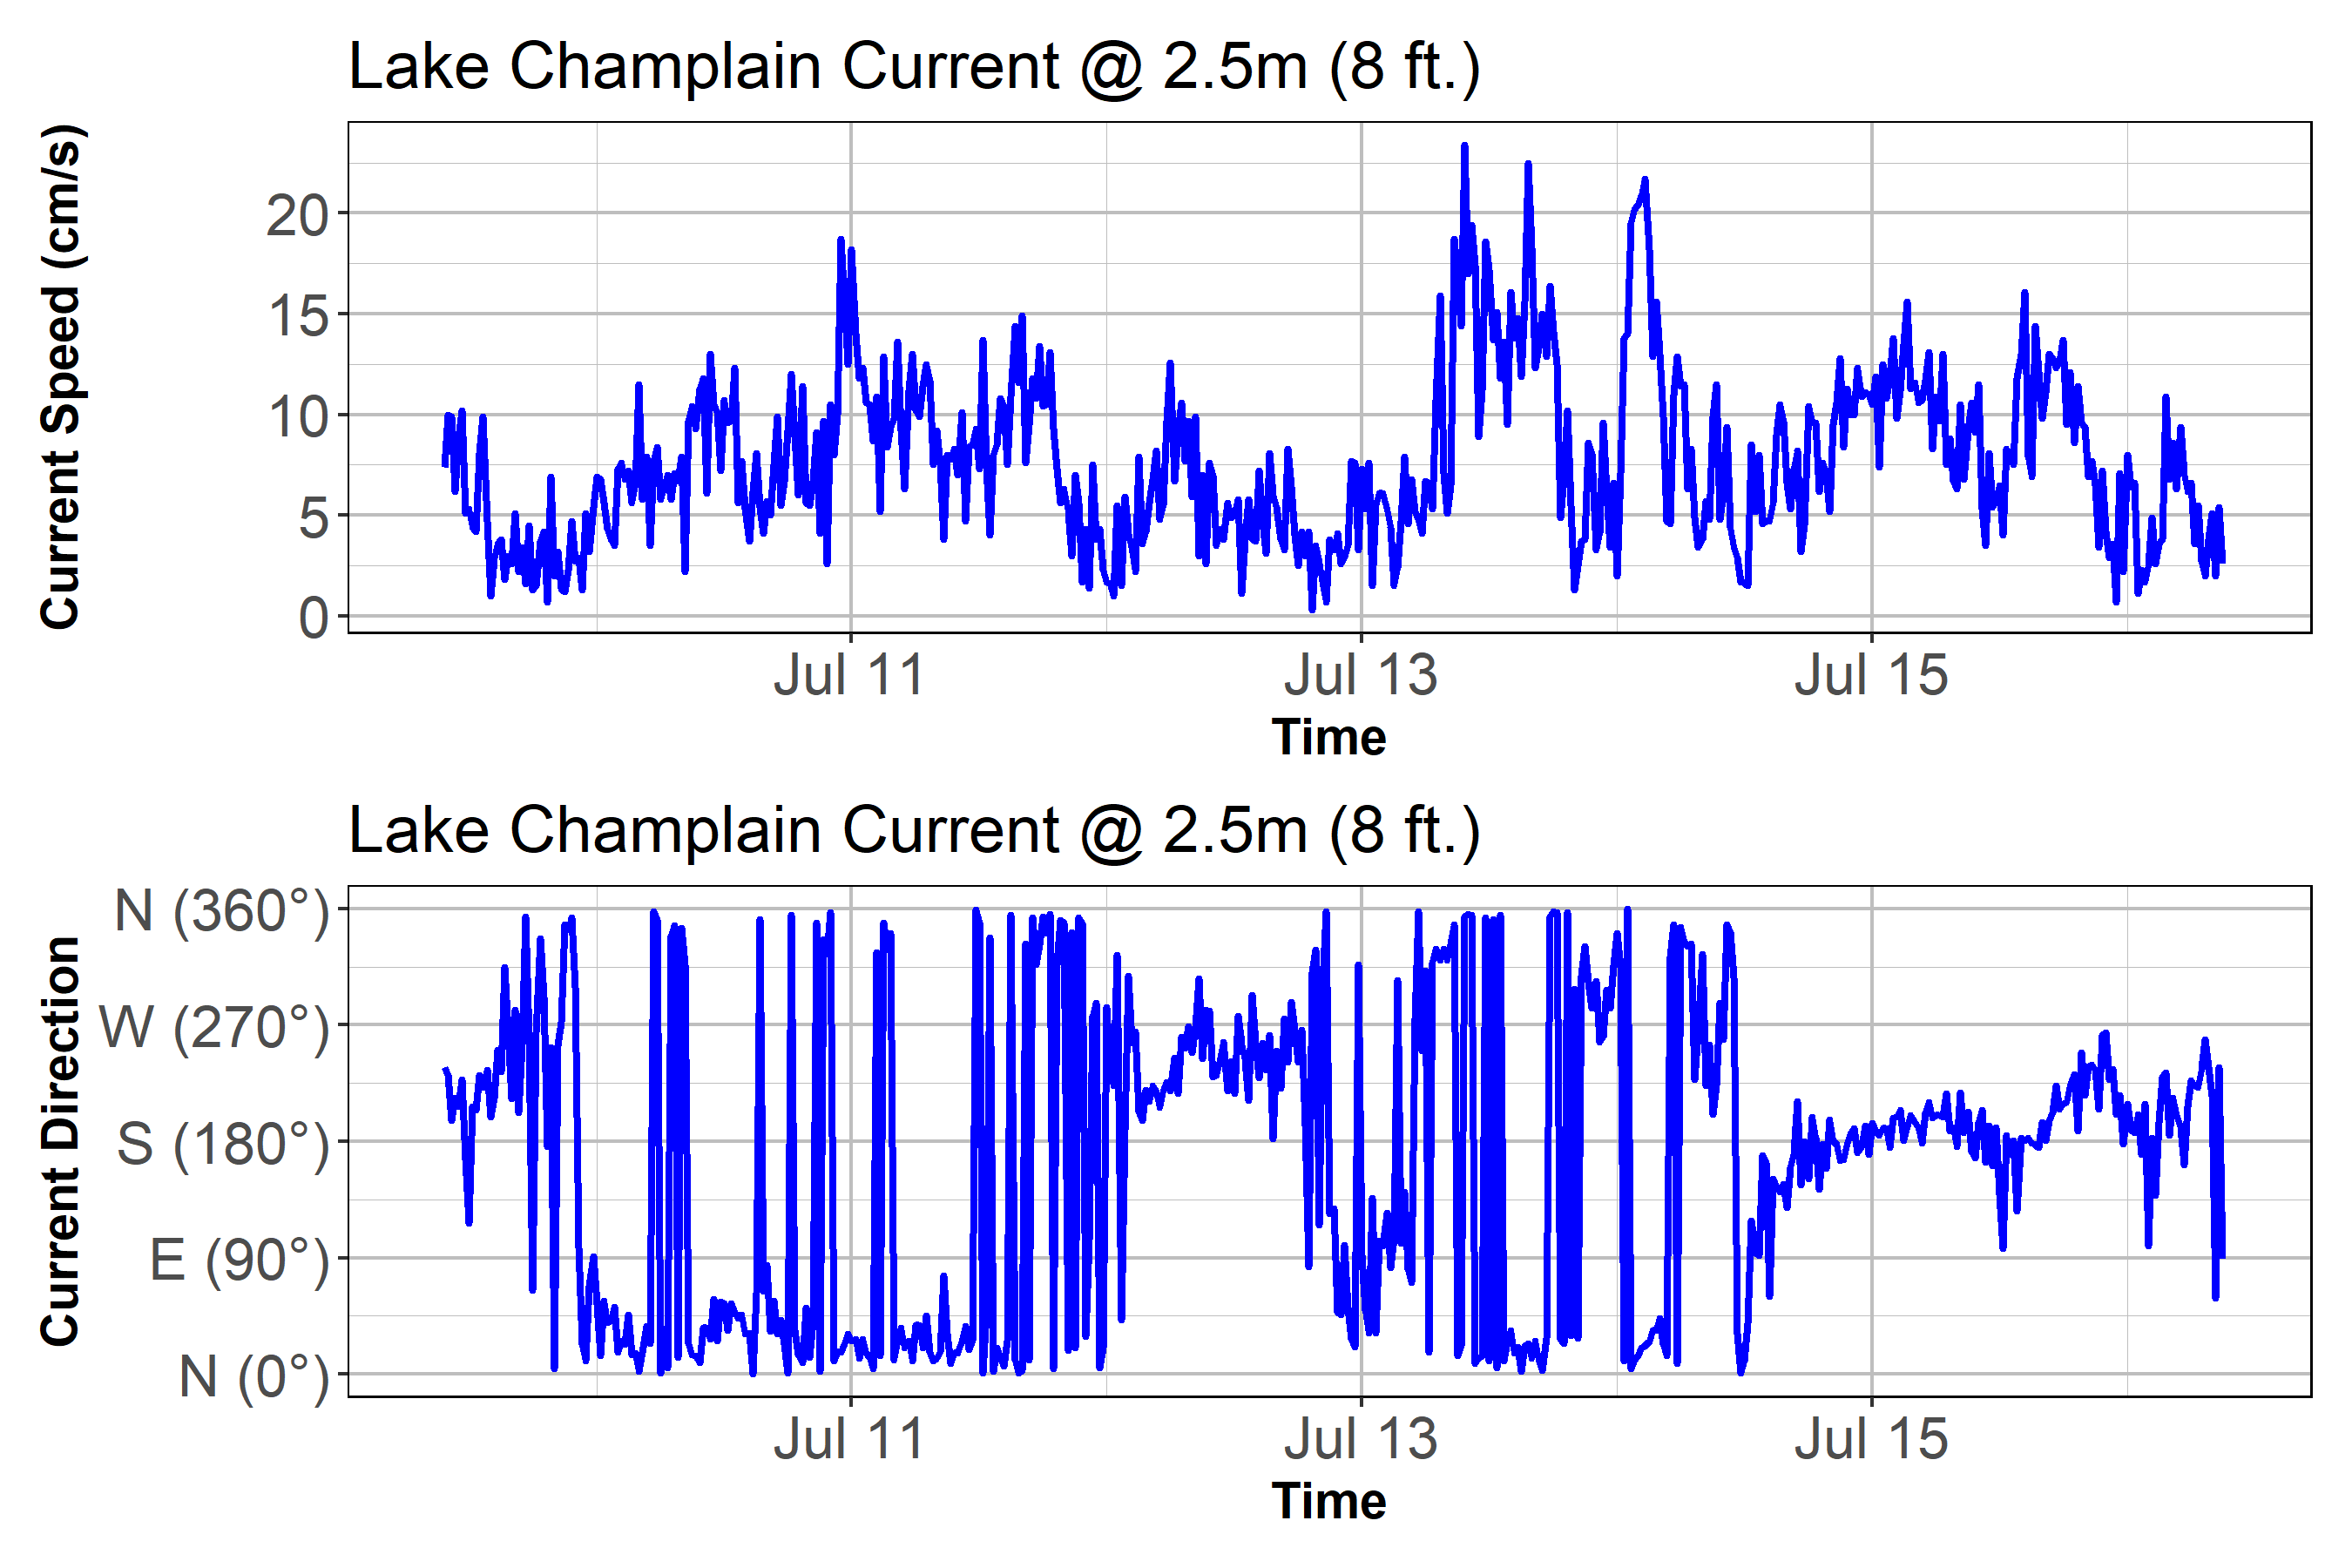 Lake Champlain Current @ 2.5m (8 ft.)
Current Speed (cm/s)
20
15
10
5
0
Jul 11 Jul 13 Jul 15
Time
Lake Champlain Current @ 2.5m (8 ft.)
Current Direction
N (360°)
W (270°)
S (180°)
E (90°)
N (0°)
Jul 11 Jul 13 Jul 15
Time